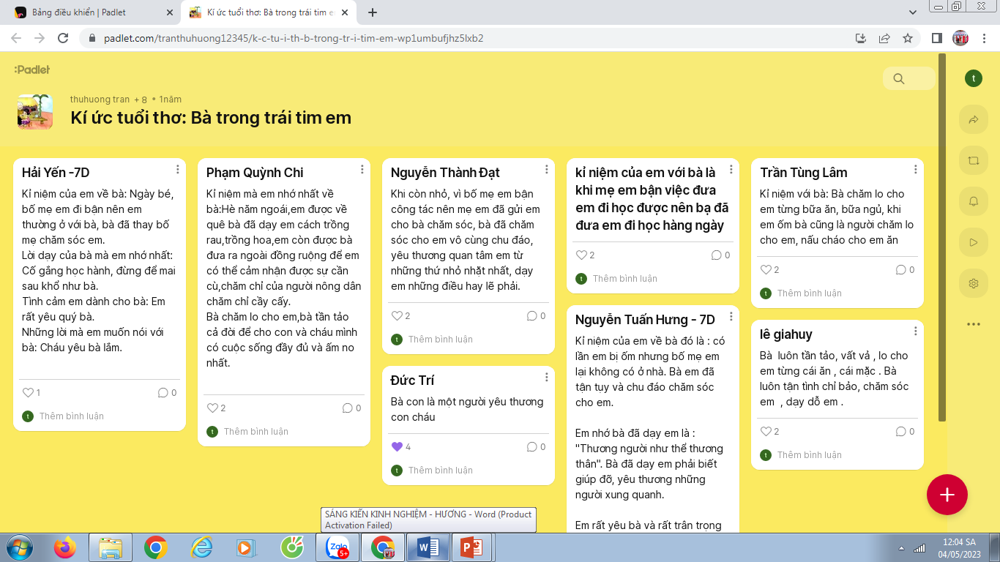 Bảng điều khiển | Padlet
Kí ức tuổi thơ: Bà trong trái tim e
padlet.com/tranthuhuong12345/k-c-tu-i-th-b-trong-tr-i-tim-em-wp1umbufjhz5lxb2
:Padlet
thuhuong tran + 8 • 1năm
Kí ức tuổi thơ: Bà trong trái tim em
t
Hải Yến -7D
Kỉ niệm của em về bà: Ngày bé,
bố mẹ em đi bận nên em
thường ở với bà, bà đã thay bố
mẹ chăm sóc em.
Lời dạy của bà mà em nhớ nhất:
Cố gắng học hành, đừng để mai
sau khổ như bà.
Tình cảm em dành cho bà: Em
rất yêu quý bà.
Những lời mà em muốn nói với
bà: Cháu yêu bà lắm.
1
0
t
Thêm bình luận
Phạm Quỳnh Chi
Kỉ niệm mà em nhớ nhất về
bà:Hè năm ngoái,em được về
quê bà đã dạy em cách trồng
rau,trồng hoa,em còn được bà
đưa ra ngoài đồng ruộng để em
có thể cảm nhận được sự cần
cù,chăm chỉ của người nông dân
chăm chỉ cầy cấy.
Bà chăm lo cho em,bà tần tảo
cả đời để cho con và cháu mình
có cuộc sống đầy đủ và ấm no
nhất.
2
0
t
Thêm bình luận
Nguyễn Thành Đạt
Khi còn nhỏ, vì bố mẹ em bận
công tác nên mẹ em đã gửi em
cho bà chăm sóc, bà đã chăm
sóc cho em vô cùng chu đáo,
yêu thương quan tâm em từ
những thứ nhỏ nhặt nhất, dạy
em những điều hay lẽ phải.
2
0
t
Thêm bình luận
Đức Trí
Bà con là một người yêu thương
con cháu
4
0
t
Thêm bình luận
kỉ niệm của em với bà là
khi mẹ em bận việc đưa
em đi học được nên bạ đã
đưa em đi học hàng ngày
2
0
t
Thêm bình luận
Nguyễn Tuấn Hưng - 7D
Kỉ niệm của em về bà đó là : có
lần em bị ốm nhưng bố mẹ em
lại không có ở nhà. Bà em đã
tận tụy và chu đáo chăm sóc
cho em.
Em nhớ bà đã dạy em là :
"Thương người như thể thương
thân". Bà đã dạy em phải biết
giúp đỡ, yêu thương những
người xung quanh.
Em rất yêu bà và rất trân trọng
Trần Tùng Lâm
Kỉ niệm với bà: Bà chăm lo cho
em từng bữa ăn, bữa ngủ, khi
em ốm bà cũng là người chăm lo
cho em, nấu cháo cho em ăn
2
0
t
Thêm bình luận
lê giahuy
Bà luôn tần tảo, vất vả , lo cho
em từng cái ăn , cái mặc . Bà
luôn tận tình chỉ bảo, chăm sóc
em , dạy dỗ em .
2
0
t
Thêm bình luận
SÁNG KIẾN KINH NGHIỆM - HƯƠNG - Word (Product
Activation Failed)
Zalo
5+
12:04 SA
04/05/2023